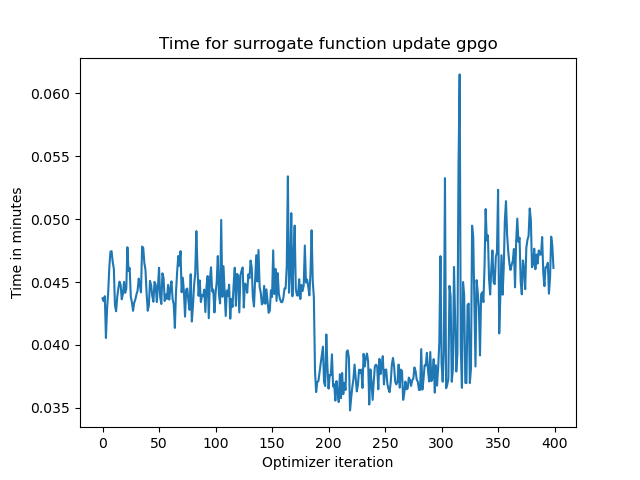 Time for surrogate function update gpgo
Time in minutes
0.060
0.055
0.050
0.045
0.040
0.035
0 50 100 150 200 250 300 350 400
Optimizer iteration